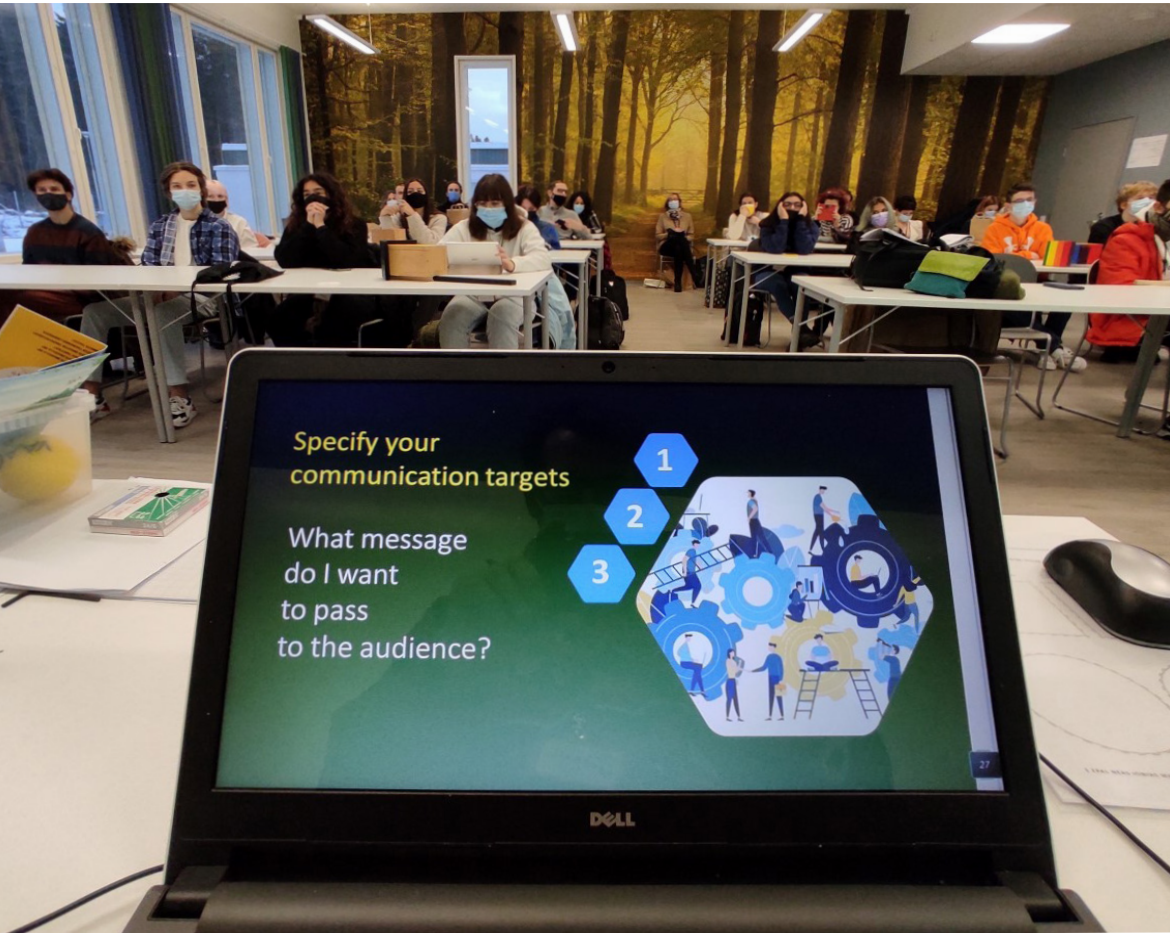 Specify your
communication targets
What message
do I want
to pass
to the audience?
1
2
3
27
DELL